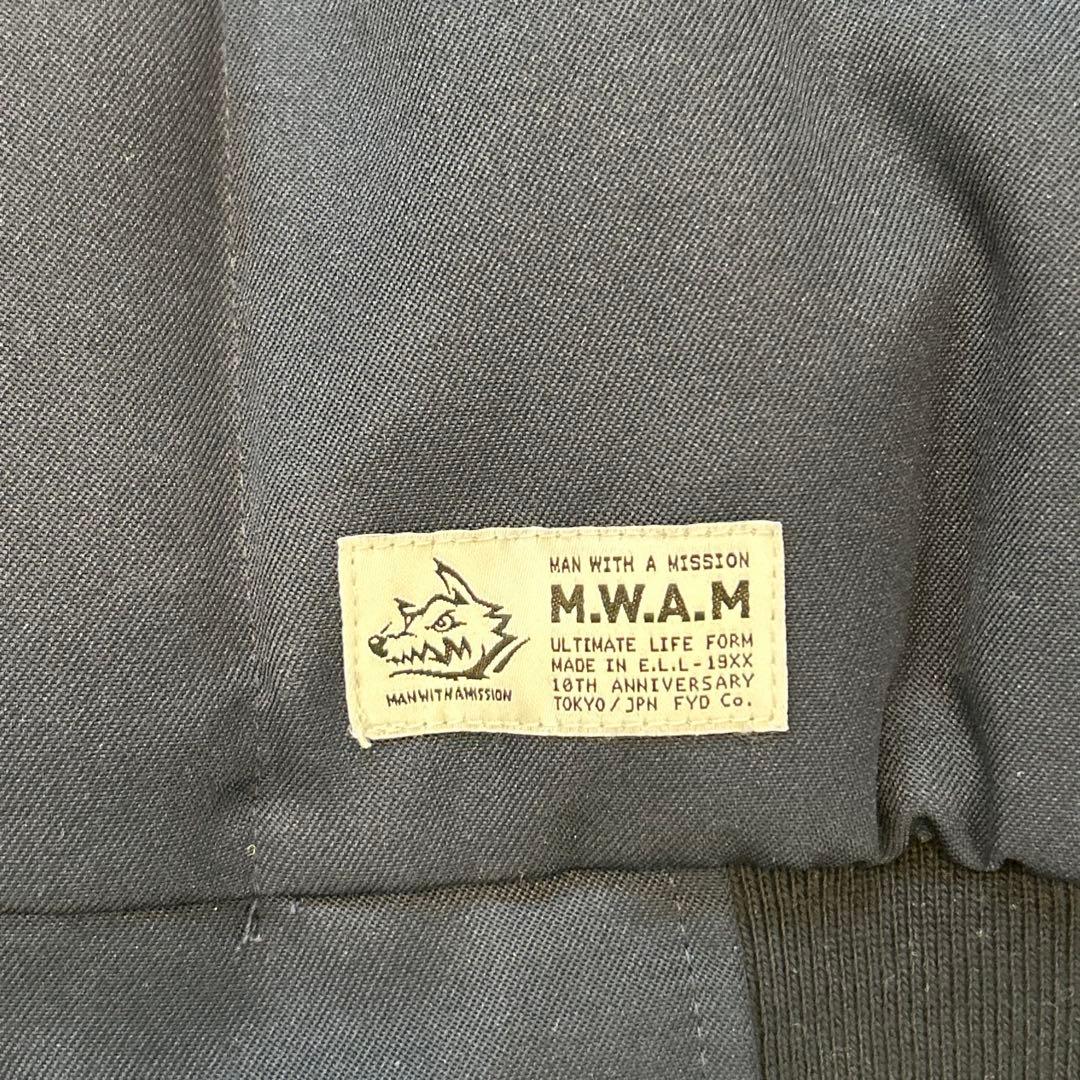 MAN WITH A MISSION
M.W.A.M
ULTIMATE LIFE FORM
MADE IN E.L.L-19XX
10TH ANNIVERSARY
TOKYO/JPN FYD Co.
MANWITHAMISSION